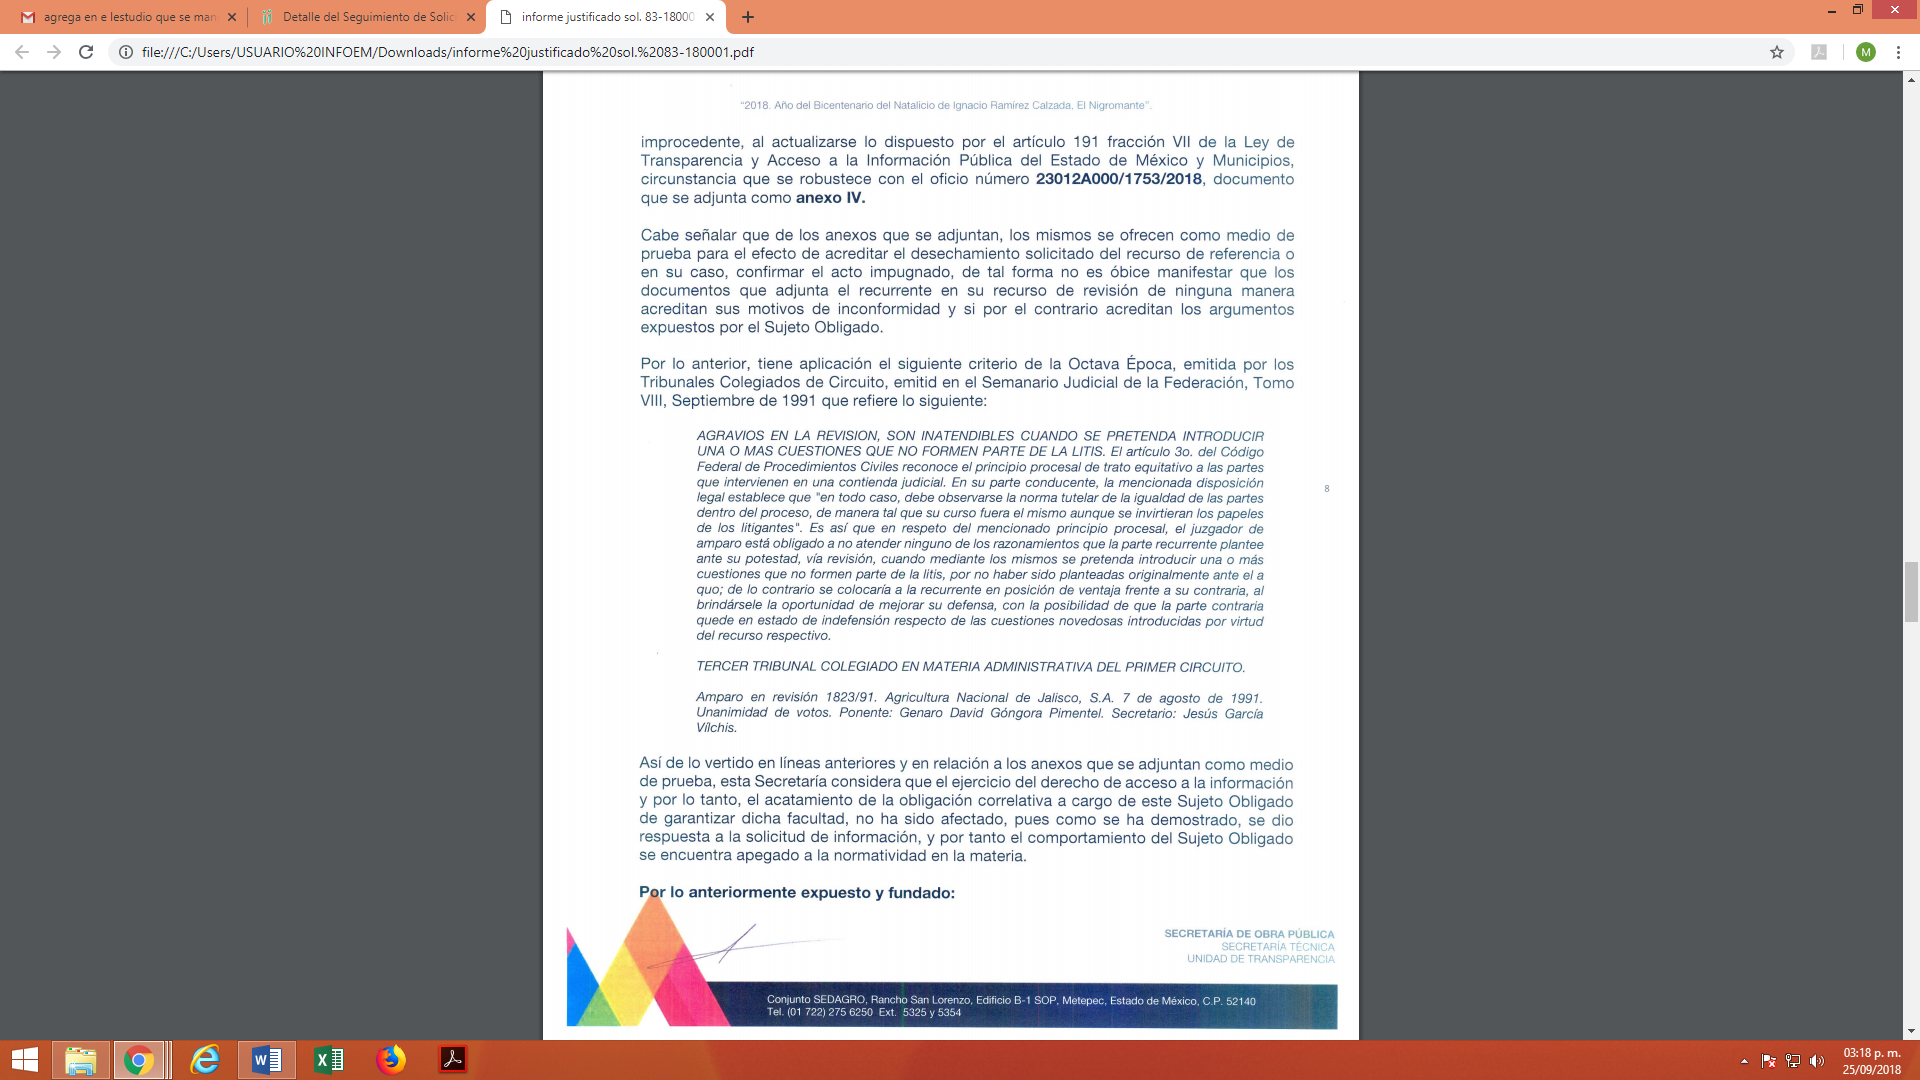 agrega en e lestudio que se man
Detalle del Seguimiento de Solic
informe justificado sol. 83-18000
file:///C:/Users/USUARIO%20INFOEM/Downloads/informe%20justificado%20sol.%2083-180001.pdf
M
“2018. Año del Bicentenario del Natalicio de Ignacio Ramírez Calzada, El Nigromante”.
improcedente, al actualizarse lo dispuesto por el artículo 191 fracción VII de la Ley de
Transparencia y Acceso a la Información Pública del Estado de México y Municipios,
circunstancia que se robustece con el oficio número 23012A000/1753/2018, documento
que se adjunta como anexo IV.
Cabe señalar que de los anexos que se adjuntan, los mismos se ofrecen como medio de
prueba para el efecto de acreditar el desechamiento solicitado del recurso de referencia o
en su caso, confirmar el acto impugnado, de tal forma no es óbice manifestar que los
documentos que adjunta el recurrente en su recurso de revisión de ninguna manera
acreditan sus motivos de inconformidad y si por el contrario acreditan los argumentos
expuestos por el Sujeto Obligado.
Por lo anterior, tiene aplicación el siguiente criterio de la Octava Época, emitida por los
Tribunales Colegiados de Circuito, emitid en el Semanario Judicial de la Federación, Tomo
VIII, Septiembre de 1991 que refiere lo siguiente:
AGRAVIOS EN LA REVISION, SON INATENDIBLES CUANDO SE PRETENDA INTRODUCIR
UNA O MAS CUESTIONES QUE NO FORMEN PARTE DE LA LITIS. El artículo 3o. del Código
Federal de Procedimientos Civiles reconoce el principio procesal de trato equitativo a las partes
que intervienen en una contienda judicial. En su parte conducente, la mencionada disposición
legal establece que "en todo caso, debe observarse la norma tutelar de la igualdad de las partes
dentro del proceso, de manera tal que su curso fuera el mismo aunque se invirtieran los papeles
de los litigantes". Es así que en respeto del mencionado principio procesal, el juzgador de
amparo está obligado a no atender ninguno de los razonamientos que la parte recurrente plantee
ante su potestad, vía revisión, cuando mediante los mismos se pretenda introducir una o más
cuestiones que no formen parte de la litis, por no haber sido planteadas originalmente ante el a
quo; de lo contrario se colocaría a la recurrente en posición de ventaja frente a su contraria, al
brindársele la oportunidad de mejorar su defensa, con la posibilidad de que la parte contraria
quede en estado de indefensión respecto de las cuestiones novedosas introducidas por virtud
del recurso respectivo.
8
TERCER TRIBUNAL COLEGIADO EN MATERIA ADMINISTRATIVA DEL PRIMER CIRCUITO.
Amparo en revisión 1823/91. Agricultura Nacional de Jalisco, S.A. 7 de agosto de 1991.
Unanimidad de votos. Ponente: Genaro David Góngora Pimentel. Secretario: Jesús García
Vílchis.
Así de lo vertido en líneas anteriores y en relación a los anexos que se adjuntan como medio
de prueba, esta Secretaría considera que el ejercicio del derecho de acceso a la información
y por lo tanto, el acatamiento de la obligación correlativa a cargo de este Sujeto Obligado
de garantizar dicha facultad, no ha sido afectado, pues como se ha demostrado, se dio
respuesta a la solicitud de información, y por tanto el comportamiento del Sujeto Obligado
se encuentra apegado a la normatividad en la materia.
Por lo anteriormente expuesto y fundado:
SECRETARÍA DE OBRA PÚBLICA
SECRETARÍA TÉCNICA
UNIDAD DE TRANSPARENCIA
Conjunto SEDAGRO, Rancho San Lorenzo, Edificio B-1 SOP, Metepec, Estado de México, C.P. 52140
Tel. (01 722) 275 6250 Ext. 5325 y 5354
03:18 p. m.
25/09/2018